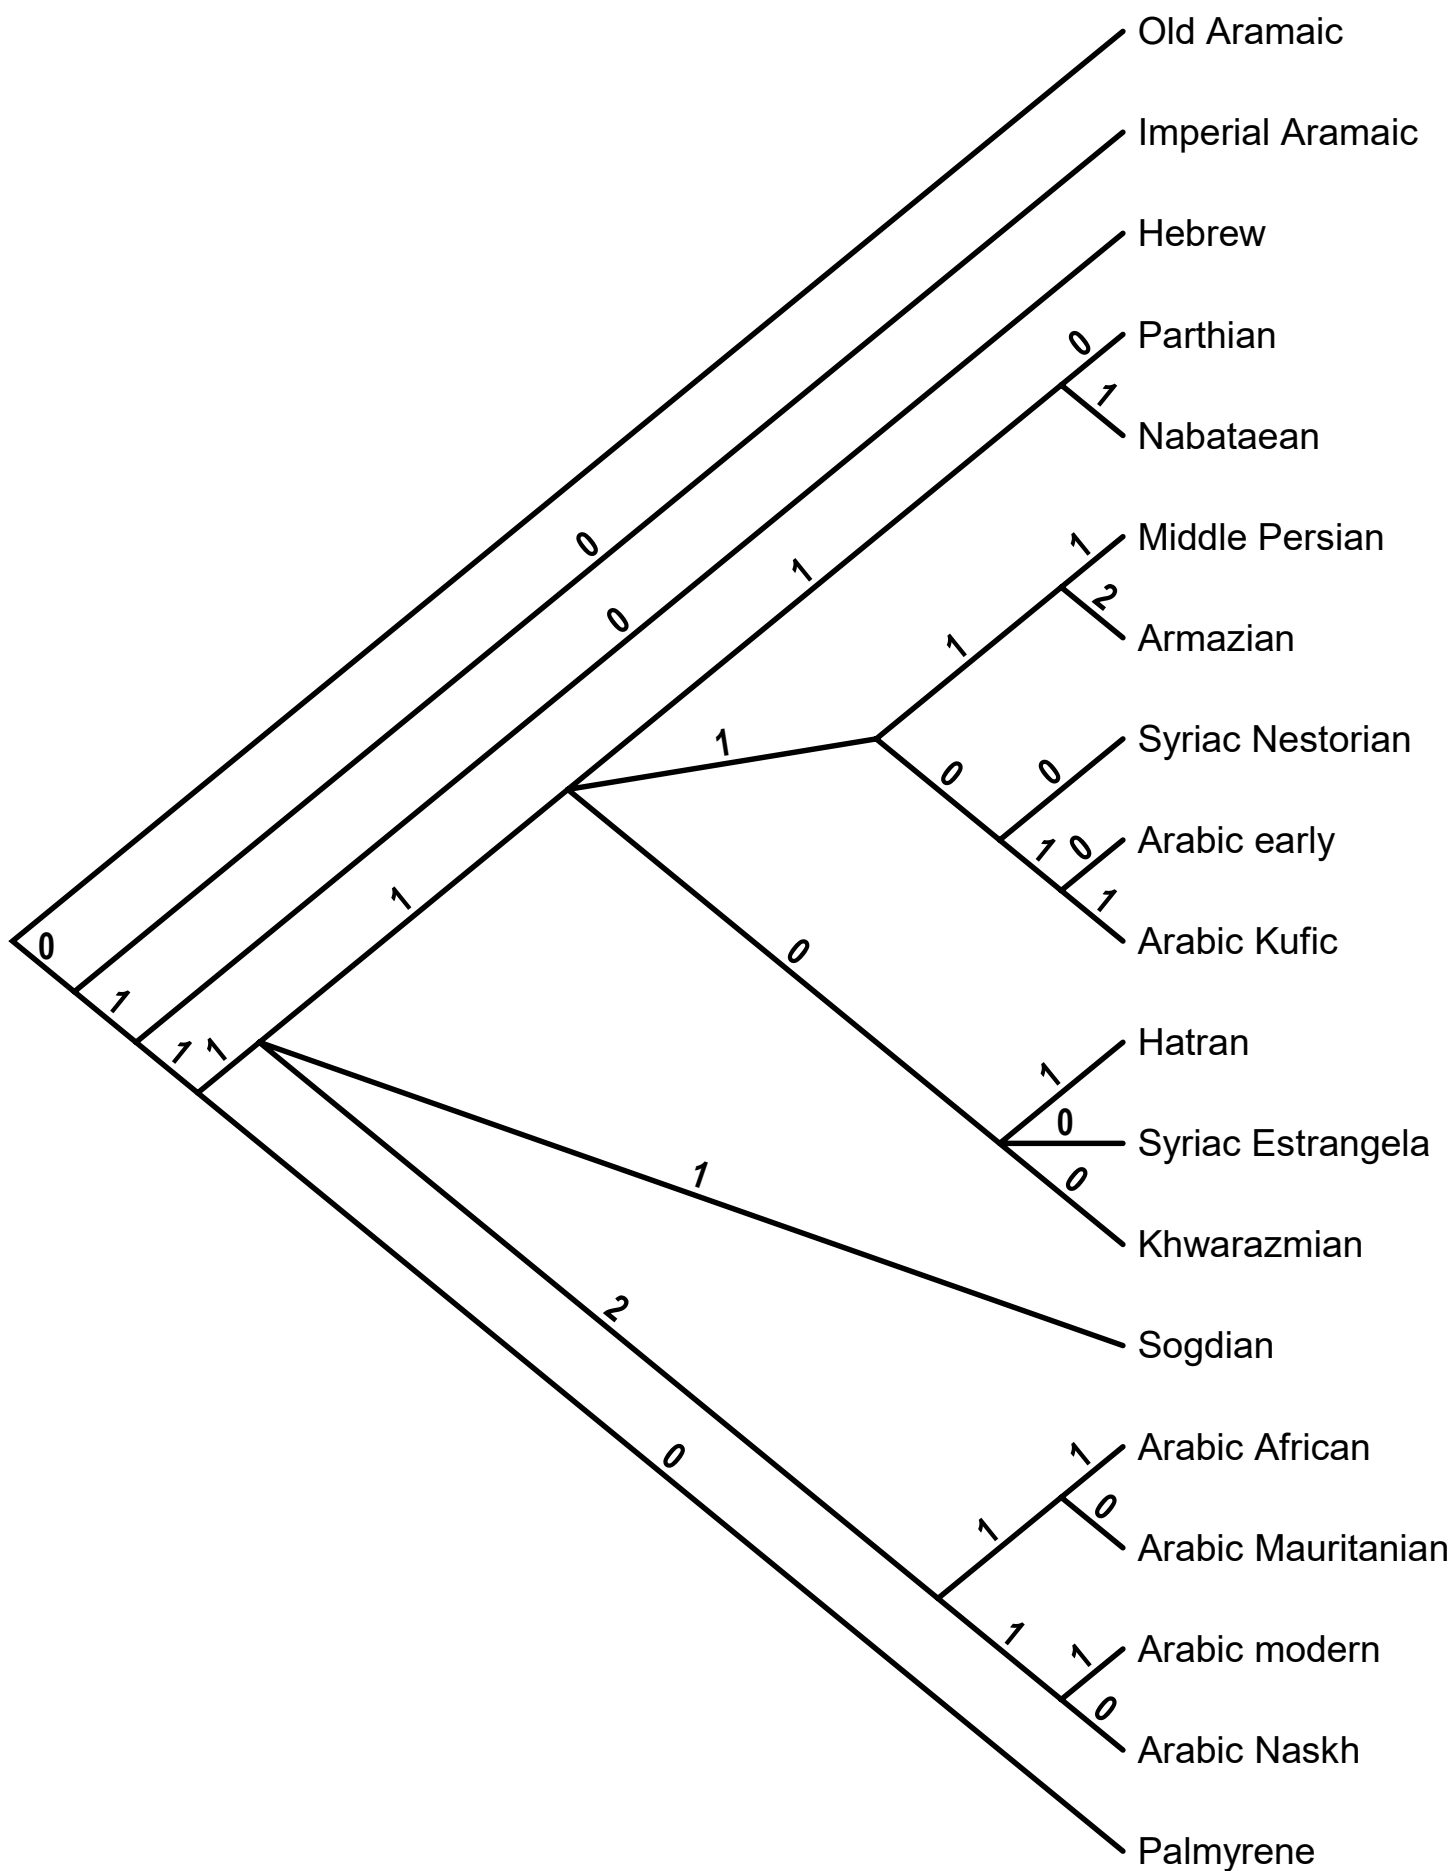 Old Aramaic
Imperial Aramaic
Hebrew
0 Parthian
1 Nabataean
1 Middle Persian
0 1 2
0 1 Armazian
1 Syriac Nestorian
0 0
1 0 Arabic early
1 1
0 0 Arabic Kufic
1 1 1 Hatran
0 Syriac Estrangela
1 0
Khwarazmian
2 Sogdian
0 1 Arabic African
1 0
Arabic Mauritanian
1 1 Arabic modern
0
Arabic Naskh
Palmyrene